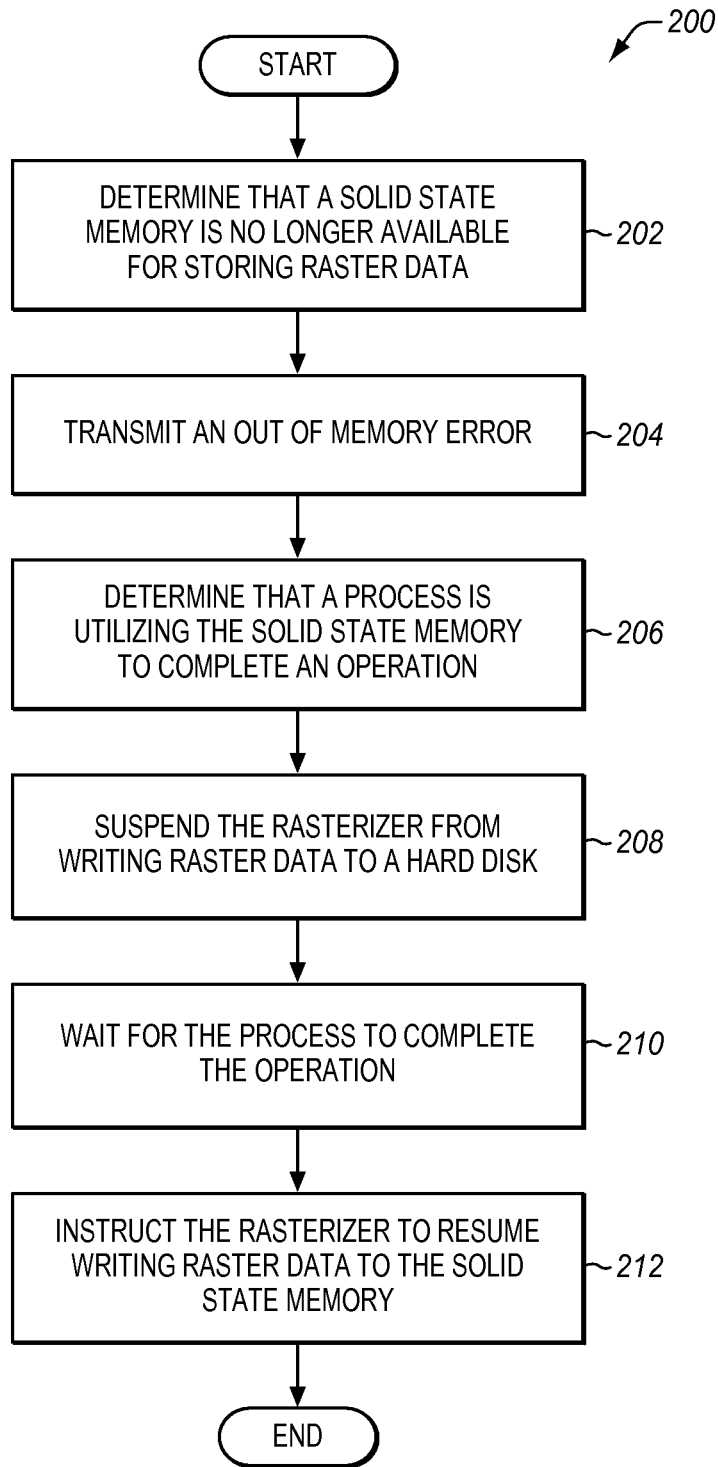 200
START
DETERMINE THAT A SOLID STATE
MEMORY IS NO LONGER AVAILABLE
FOR STORING RASTER DATA
202
TRANSMIT AN OUT OF MEMORY ERROR
204
DETERMINE THAT A PROCESS IS
UTILIZING THE SOLID STATE MEMORY
TO COMPLETE AN OPERATION
206
SUSPEND THE RASTERIZER FROM
WRITING RASTER DATA TO A HARD DISK
208
WAIT FOR THE PROCESS TO COMPLETE
THE OPERATION
210
INSTRUCT THE RASTERIZER TO RESUME
WRITING RASTER DATA TO THE SOLID
STATE MEMORY
212
END